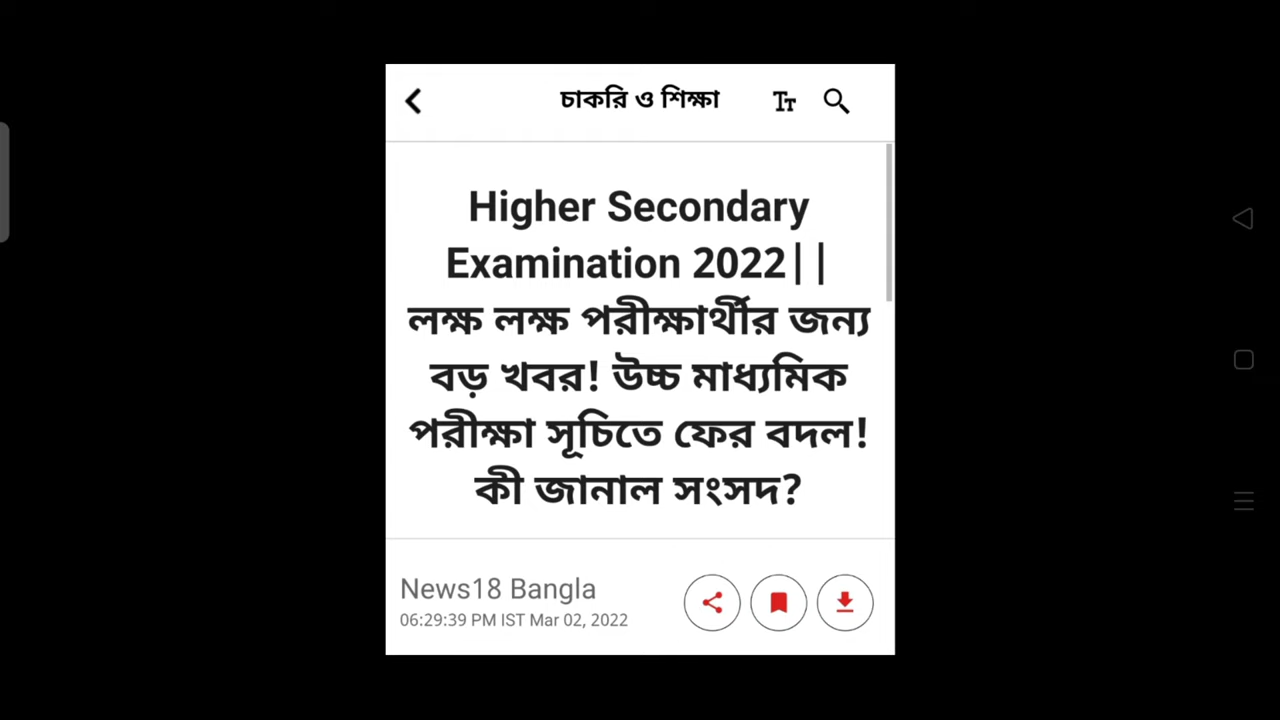 চাকরি ও শিক্ষা
Higher Secondary
Examination 2022||
লক্ষ লক্ষ পরীক্ষার্থীর জন্য
বড় খবর! উচ্চ মাধ্যমিক
পরীক্ষা সূচিতে ফের বদল!
কী জানাল সংসদ?
News18 Bangla
06:29:39 PM IST Mar 02, 2022